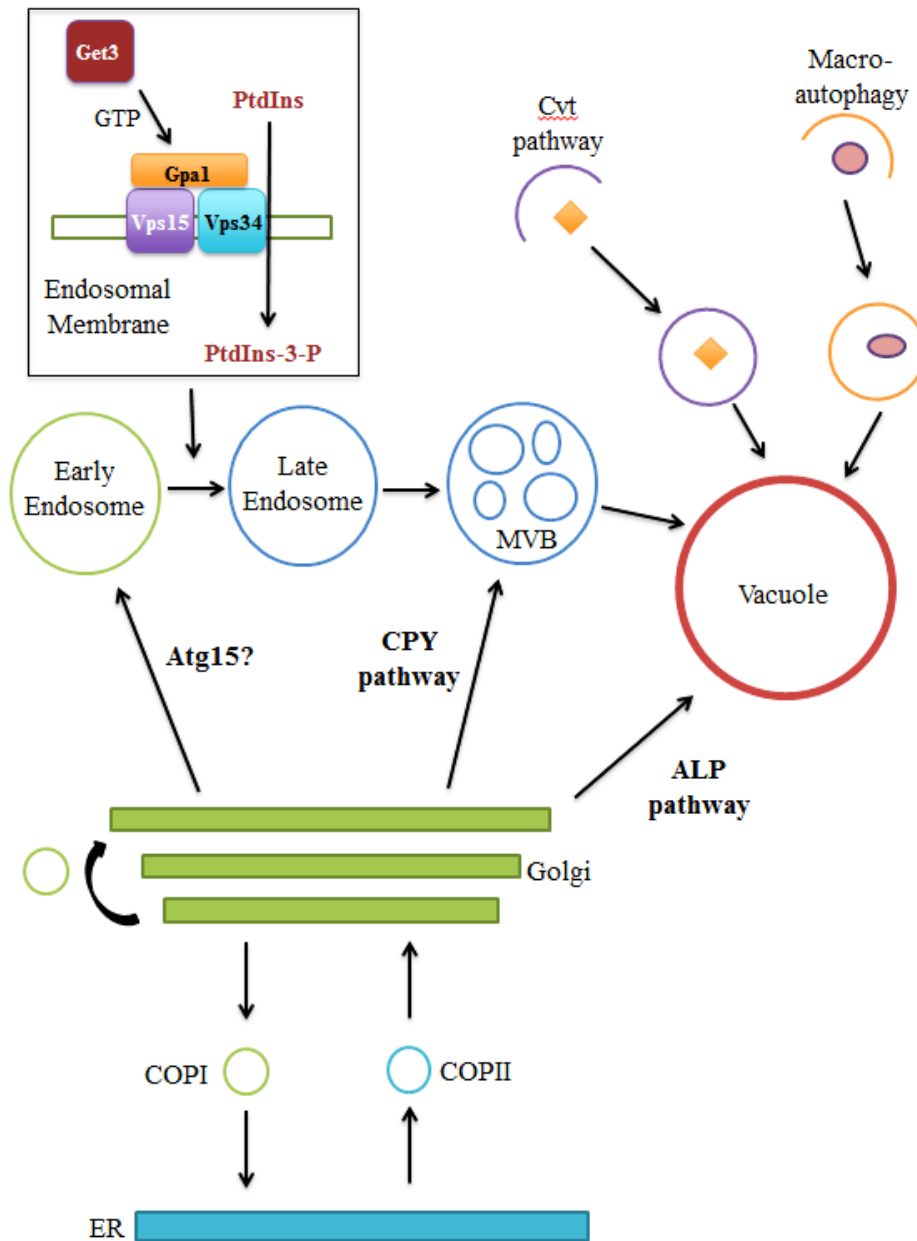 Get3
GTP
PtdIns
Gpa1
Vps15
Vps34
Endosomal
Membrane
PtdIns-3-P
Cvt
pathway
Macro-
autophagy
Early
Endosome
Late
Endosome
MVB
Vacuole
Atg15?
CPY
pathway
ALP
pathway
Golgi
COPI
COPII
ER